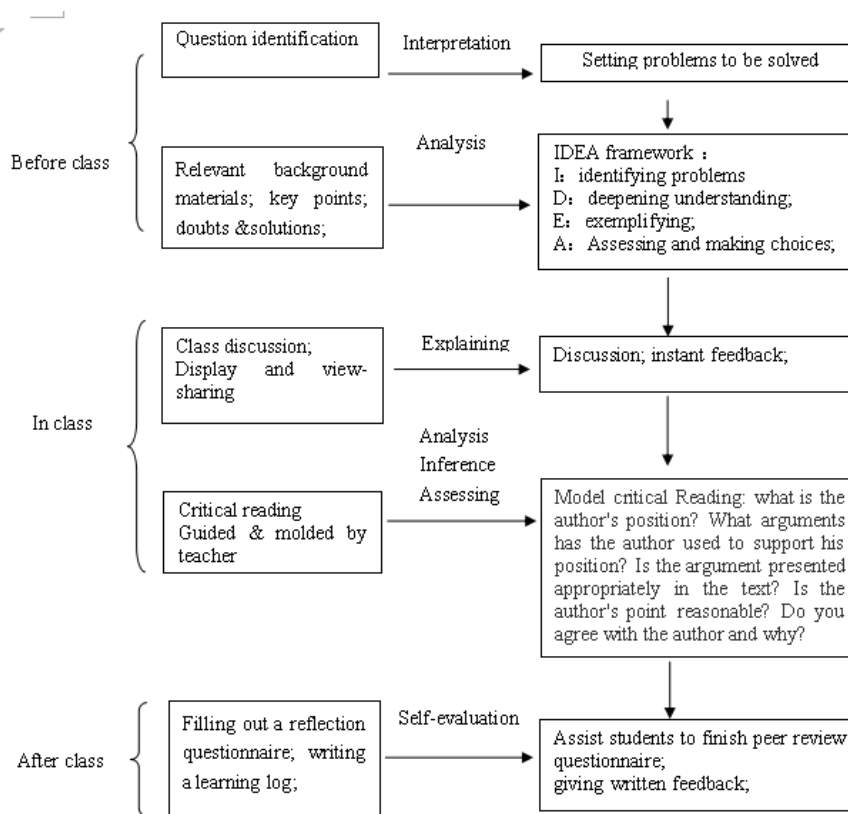 Question identification
Interpretation
Setting problems to be solved
Before class
Relevant background
materials; key points;
doubts &solutions;
Analysis
IDEA framework :
I: identifying problems
D: deepening understanding;
E: exemplifying;
A: Assessing and making choices;
In class
Class discussion;
Display and view-
sharing
Explaining
Discussion; instant feedback;
Critical reading
Guided & molded by
teacher
Analysis
Inference
Assessing
Model critical Reading: what is the
author's position? What arguments
has the author used to support his
position? Is the argument presented
appropriately in the text? Is the
author's point reasonable? Do you
agree with the author and why?
After class
Filling out a reflection
questionnaire; writing
a learning log;
Self-evaluation
Assist students to finish peer review
questionnaire;
giving written feedback;